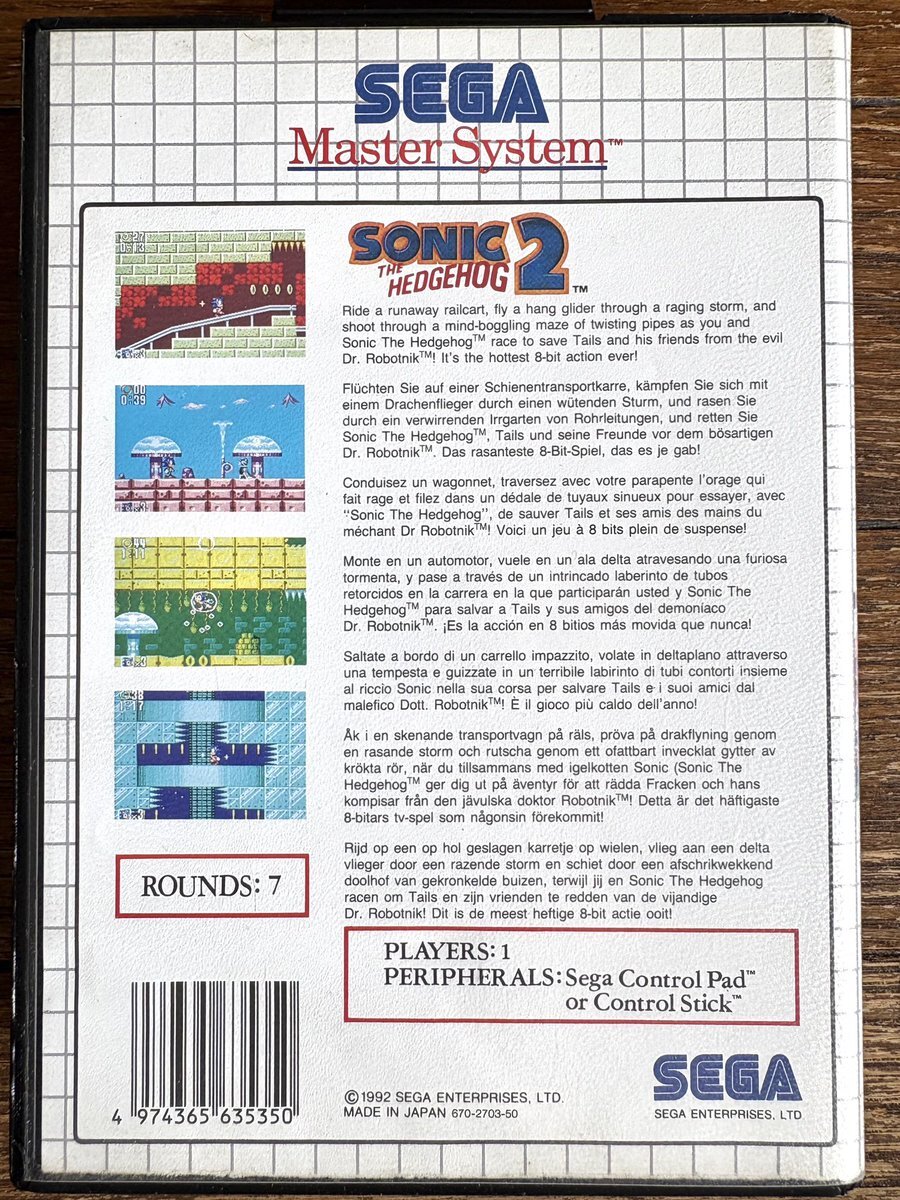 SEGA
Master System™
SONIC
THE
HEDGEHOG 2™
Ride a runaway railcart, fly a hang glider through a raging storm, and
shoot through a mind-boggling maze of twisting pipes as you and
Sonic The Hedgehog™ race to save Tails and his friends from the evil
Dr. Robotnik™! It's the hottest 8-bit action ever!
Flüchten Sie auf einer Schienentransportkarre, kämpfen Sie sich mit
einem Drachenflieger durch einen wütenden Sturm, und rasen Sie
durch ein verwirrenden Irrgarten von Rohrleitungen, und retten Sie
Sonic The Hedgehog™, Tails und seine Freunde vor dem bösartigen
Dr. Robotnik™. Das rasanteste 8-Bit-Spiel, das es je gab!
Conduisez un wagonnet, traversez avec votre parapente l'orage qui
fait rage et filez dans un dédale de tuyaux sinueux pour essayer, avec
“Sonic The Hedgehog”, de sauver Tails et ses amis des mains du
méchant Dr Robotnik™! Voici un jeu à 8 bits plein de suspense!
Monte en un automotor, vuele en un ala delta atravesando una furiosa
tormenta, y pase a través de un intrincado laberinto de tubos
retorcidos en la carrera en la que participarán usted y Sonic The
Hedgehog™ para salvar a Tails y sus amigos del demoníaco
Dr. Robotnik™. ¡Es la acción en 8 bitios más movida que nunca!
Saltate a bordo di un carrello impazzito, volate in deltaplano attraverso
una tempesta e guizzate in un terribile labirinto di tubi contorti insieme
al riccio Sonic nella sua corsa per salvare Tails e i suoi amici dal
malefico Dott. Robotnik™! È il gioco più caldo dell'anno!
Åk i en skenande transportvagn på räls, pröva på drakflyning genom
en rasande storm och rutscha genom ett ofattbart invecklat gytter av
krökta rör, när du tillsammans med igelkotten Sonic (Sonic The
Hedgehog™ ger dig ut på äventyr för att rädda Fracken och hans
kompisar från den jävulska doktor Robotnik™! Detta är det häftigaste
8-bitars tv-spel som någonsin förekommit!
Rijd op een op hol geslagen karretje op wielen, vlieg aan een delta
vlieger door een razende storm en schiet door een afschrikwekkend
doolhof van gekronkelde buizen, terwijl jij en Sonic The Hedgehog
racen om Tails en zijn vrienden te redden van de vijandige
Dr. Robotnik! Dit is de meest heftige 8-bit actie ooit!
:27
0:13
:00
0:39
:44
1:11
:38
1:17
ROUNDS: 7
PLAYERS: 1
PERIPHERALS: Sega Control Pad™
or Control Stick™
4 974365 635350
©1992 SEGA ENTERPRISES, LTD.
MADE IN JAPAN 670-2703-50
SEGA
SEGA ENTERPRISES, LTD